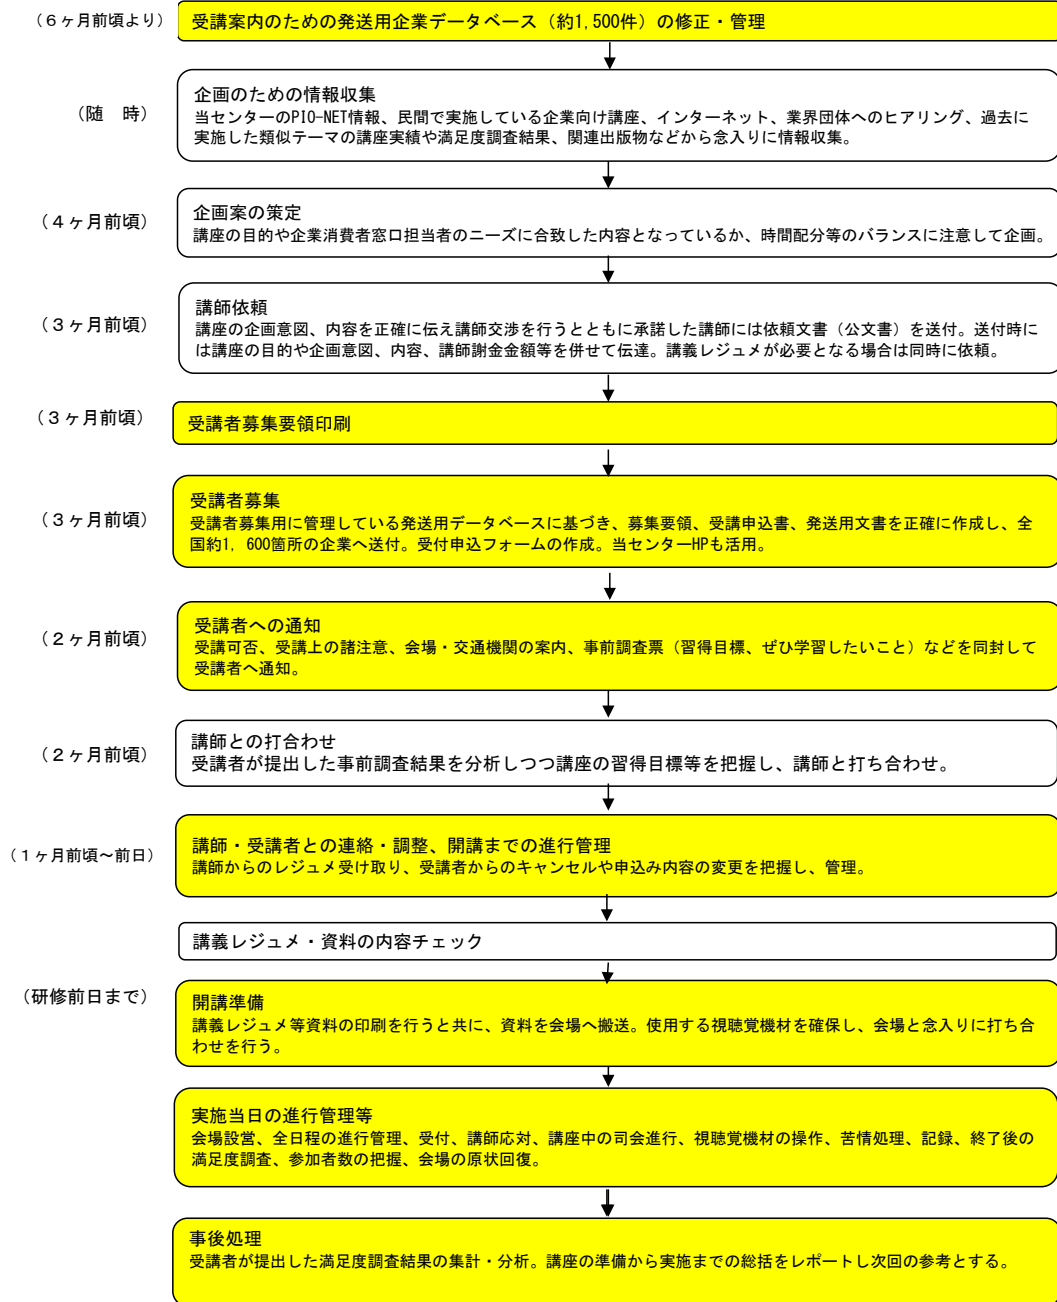 （６ヶ月前頃より）
受講案内のための発送用企業データベース（約1,500件）の修正・管理
（随　時）
企画のための情報収集
当センターのPIO-NET情報、民間で実施している企業向け講座、インターネット、業界団体へのヒアリング、過去に
実施した類似テーマの講座実績や満足度調査結果、関連出版物などから念入りに情報収集。
（４ヶ月前頃）
企画案の策定
講座の目的や企業消費者窓口担当者のニーズに合致した内容となっているか、時間配分等のバランスに注意して企画。
（３ヶ月前頃）
講師依頼
講座の企画意図、内容を正確に伝え講師交渉を行うとともに承諾した講師には依頼文書（公文書）を送付。送付時に
は講座の目的や企画意図、内容、講師謝金金額等を併せて伝達。講義レジュメが必要となる場合は同時に依頼。
（３ヶ月前頃）
受講者募集要領印刷
（３ヶ月前頃）
受講者募集
受講者募集用に管理している発送用データベースに基づき、募集要領、受講申込書、発送用文書を正確に作成し、全
国約1, 600箇所の企業へ送付。受付申込フォームの作成。当センターHPも活用。
（２ヶ月前頃）
受講者への通知
受講可否、受講上の諸注意、会場・交通機関の案内、事前調査票（習得目標、ぜひ学習したいこと）などを同封して
受講者へ通知。
（２ヶ月前頃）
講師との打合わせ
受講者が提出した事前調査結果を分析しつつ講座の習得目標等を把握し、講師と打ち合わせ。
（１ヶ月前頃～前日）
講師・受講者との連絡・調整、開講までの進行管理
講師からのレジュメ受け取り、受講者からのキャンセルや申込み内容の変更を把握し、管理。
講義レジュメ・資料の内容チェック
（研修前日まで）
開講準備
講義レジュメ等資料の印刷を行うと共に、資料を会場へ搬送。使用する視聴覚機材を確保し、会場と念入りに打ち合
わせを行う。
実施当日の進行管理等
会場設営、全日程の進行管理、受付、講師応対、講座中の司会進行、視聴覚機材の操作、苦情処理、記録、終了後の
満足度調査、参加者数の把握、会場の原状回復。
事後処理
受講者が提出した満足度調査結果の集計・分析。講座の準備から実施までの総括をレポートし次回の参考とする。